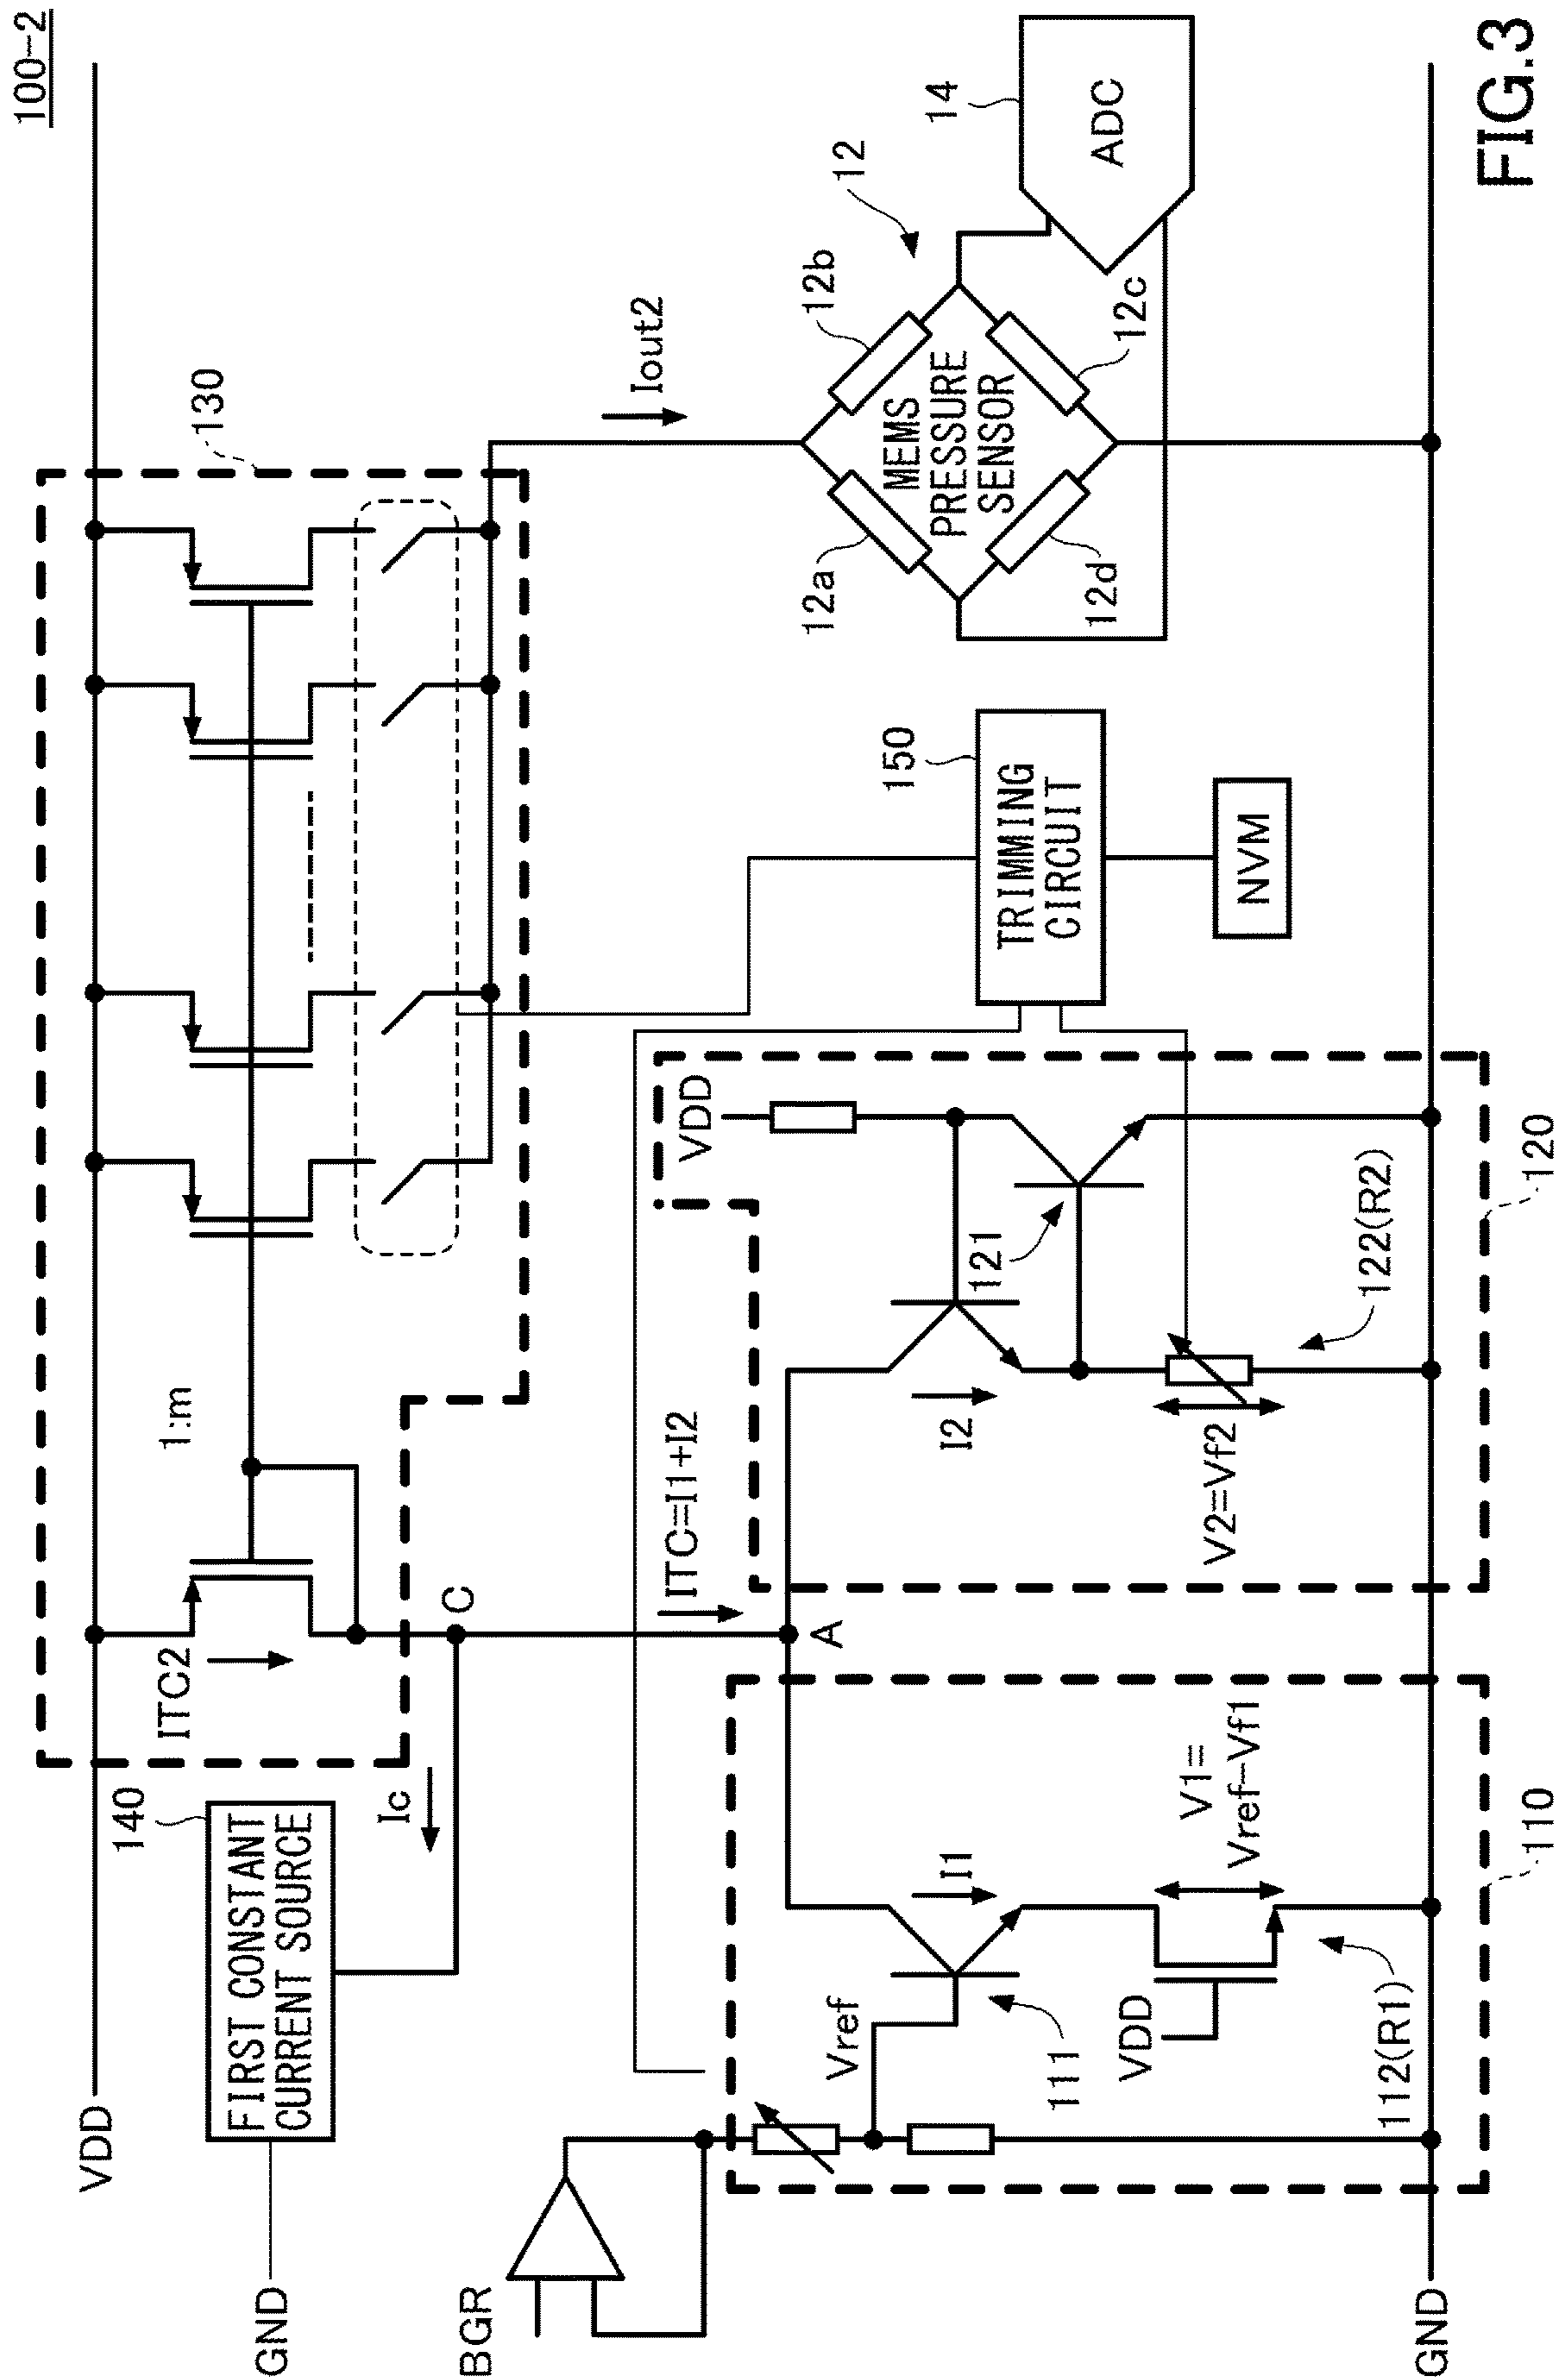 100-2
VDD
GND
FIRST CONSTANT
CURRENT SOURCE
140
Ic
ITC2
1:m
130
C
BGR
ITC=I1+I2
A
Iout2
12
12a
12b
12c
12d
MEMS
PRESSURE
SENSOR
14
ADC
150
TRIMMING
CIRCUIT
NVM
Vref
111
I1
VDD
112(R1)
V1=
Vref-Vf1
110
I2
121
VDD
V2=Vf2
122(R2)
120
GND
FIG.3